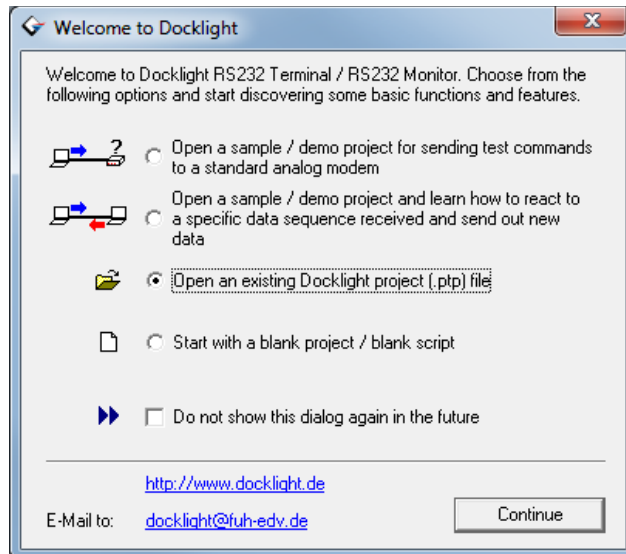 Welcome to Docklight
Welcome to Docklight RS232 Terminal / RS232 Monitor. Choose from the
following options and start discovering some basic functions and features.
?
Open a sample / demo project for sending test commands
to a standard analog modem
Open a sample / demo project and learn how to react to
a specific data sequence received and send out new
data
Open an existing Docklight project (.ptp) file
Start with a blank project / blank script
Do not show this dialog again in the future
http://www.docklight.de
E-Mail to: docklight@fuh-edv.de
Continue